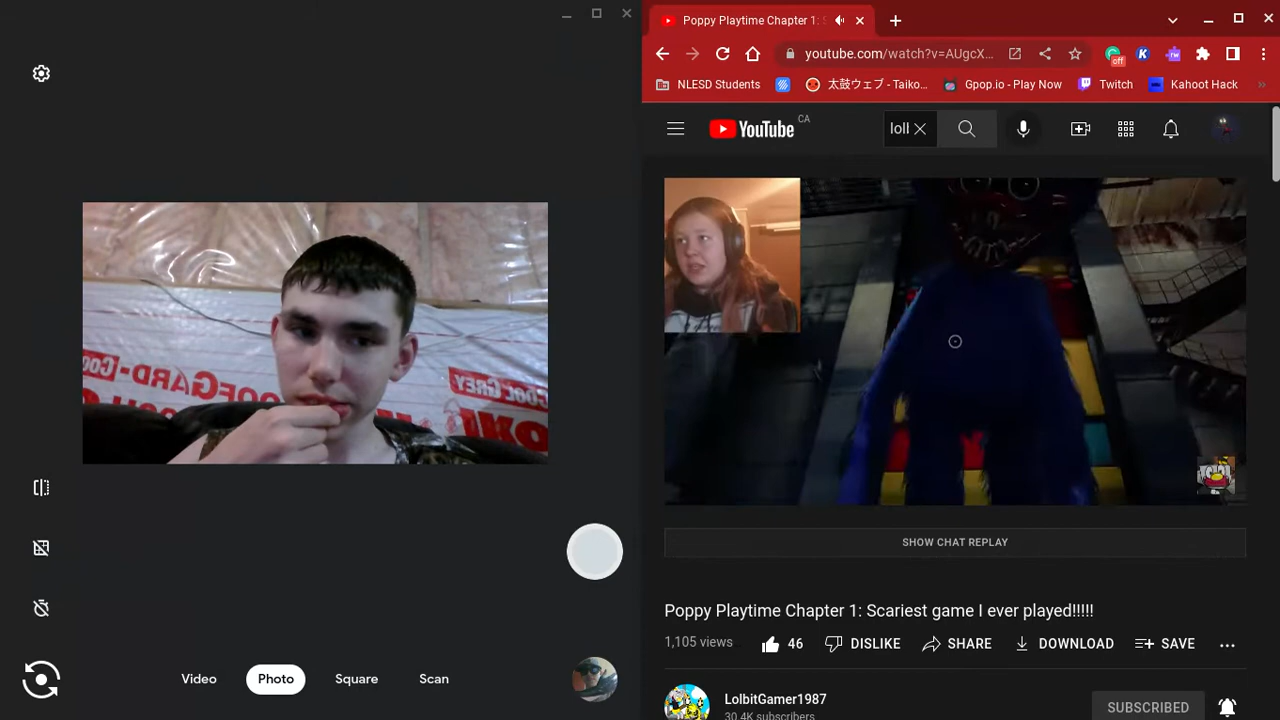 Poppy Playtime Chapter 1: S
youtube.com/watch?v=AUgcX...
off
NLESD Students
太鼓ウェブ - Taiko...
Gpop.io - Play Now
Twitch
Kahoot Hack
YouTube
CA
loll
COOLGREY
SHOW CHAT REPLAY
Poppy Playtime Chapter 1: Scariest game I ever played!!!!!
1,105 views
46
DISLIKE
SHARE
DOWNLOAD
SAVE
LolbitGamer1987
30.4K subscribers
SUBSCRIBED
Video
Photo
Square
Scan